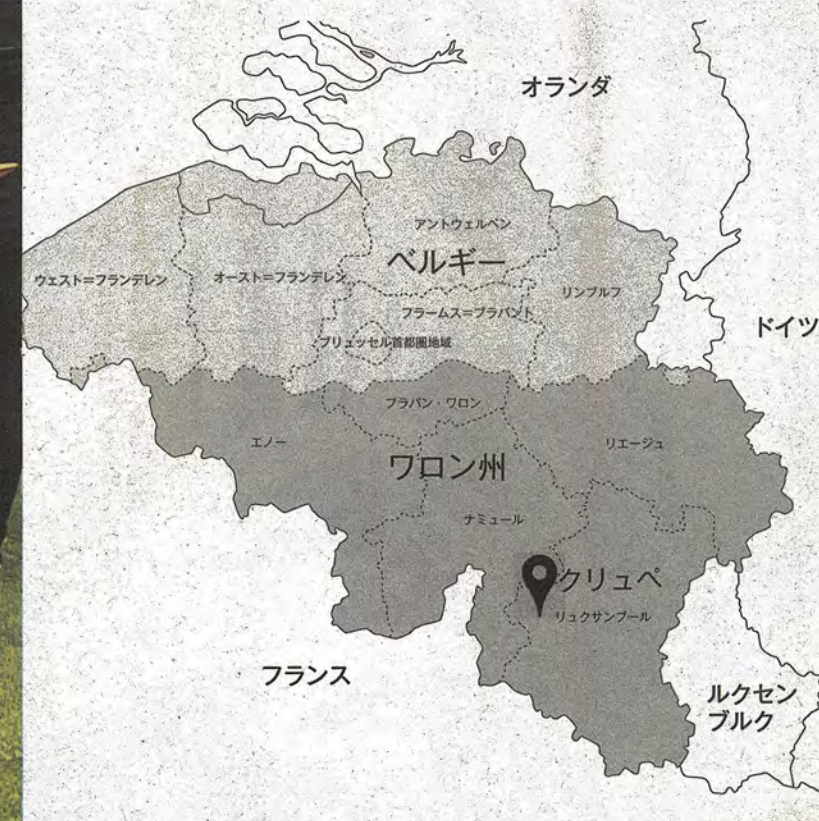 オランダ
アントウェルペン
ベルギー
ウェスト=フランデレン
オースト=フランデレン
リンブルフ
フラームス=ブラバント
ドイツ
ブリュッセル首都圏地域
ブラバン・ワロン
エノー
リエージュ
ワロン州
ナミュール
クリュペ
リュクサンブール
フランス
ルクセン
ブルク